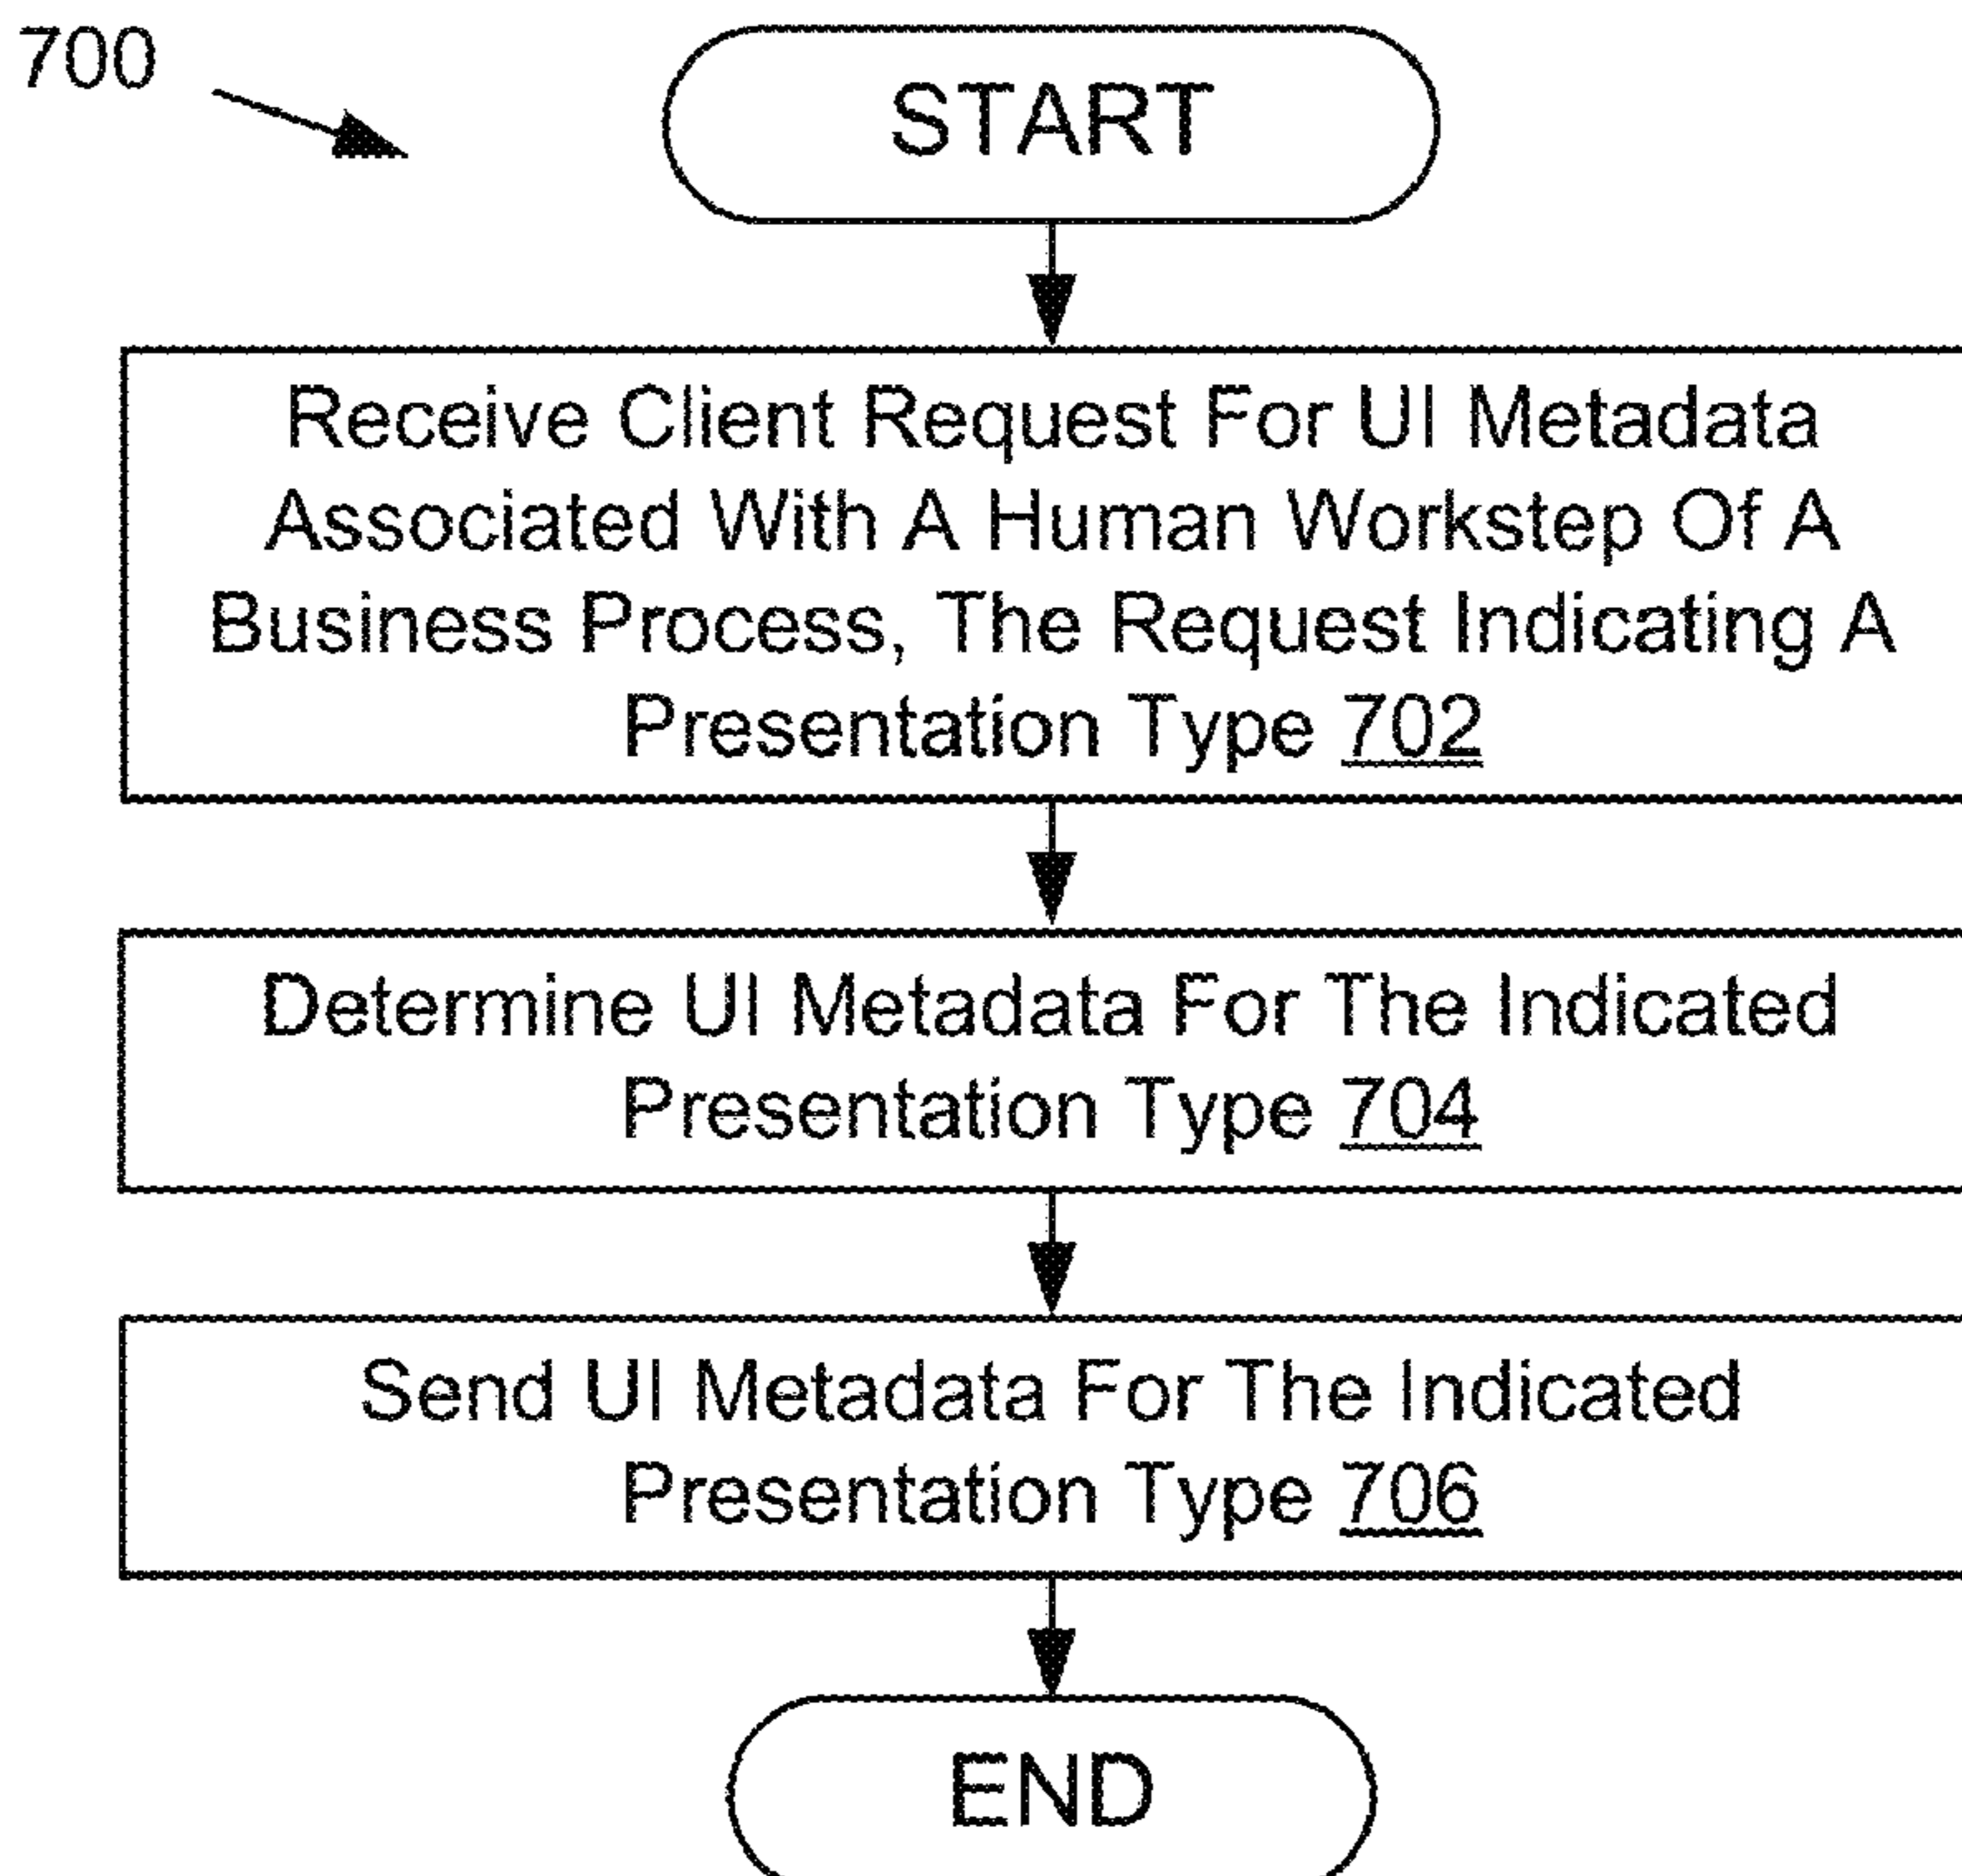 700
START
Receive Client Request For UI Metadata
Associated With A Human Workstep Of A
Business Process, The Request Indicating A
Presentation Type 702
Determine UI Metadata For The Indicated
Presentation Type 704
Send UI Metadata For The Indicated
Presentation Type 706
END